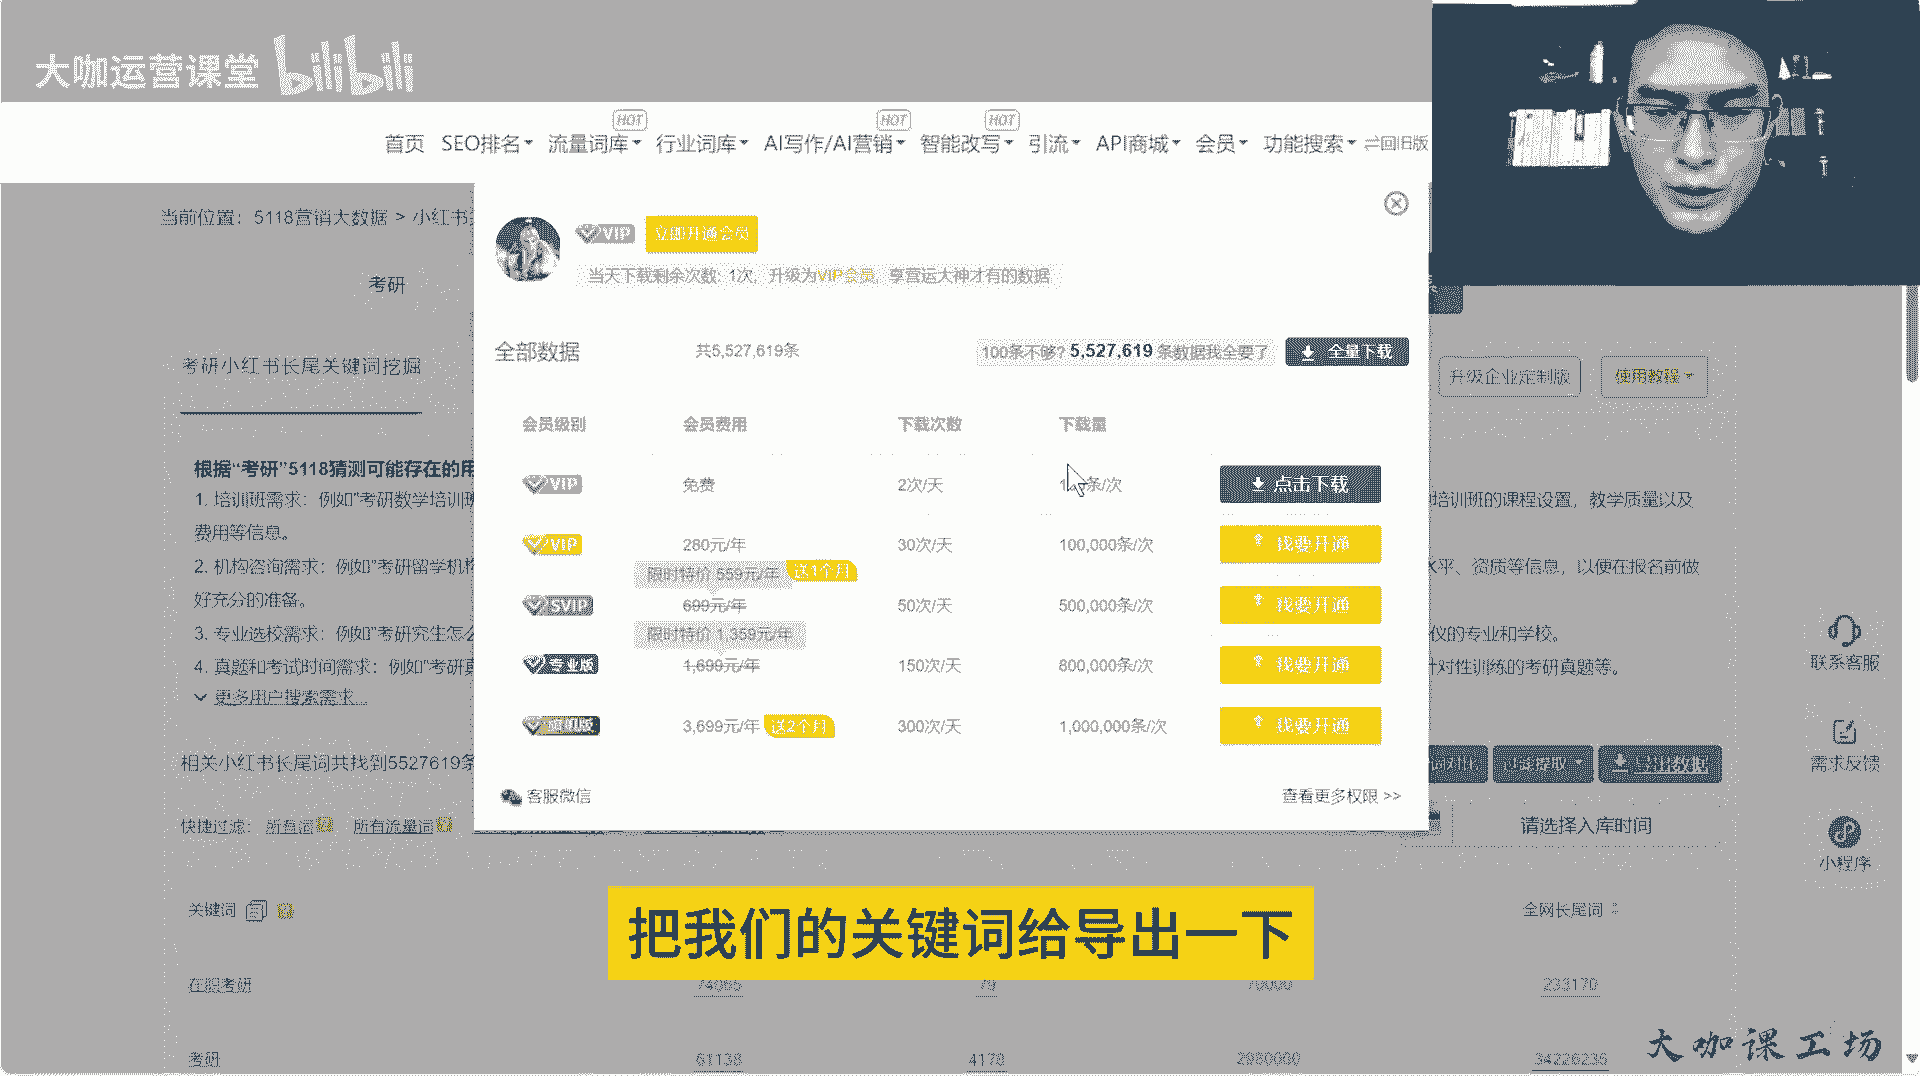 大咖运营课堂 bilibili
HOT HOT HOT
首页 SEO排名 流量词库 行业词库 AI写作/AI营销 智能改写 引流 API商城 会员 功能搜索 回旧版
当前位置：5118营销大数据 > 小红书
VIP 立即开通会员
当天下载剩余次数: 1次，升级为VIP会员，享营运大神才有的数据
考研
全部数据 共5,527,619条 100条不够? 5,527,619 条数据我全要了 全量下载
考研小红书长尾关键词挖掘 升级企业定制版 使用教程
会员级别 会员费用 下载次数 下载量
根据“考研”5118猜测可能存在的用
VIP 免费 2次/天 条/次 点击下载
1. 培训班需求：例如“考研数学培训班 培训班的课程设置，教学质量以及
费用等信息。
VIP 280元/年 30次/天 100,000条/次 我要开通
2. 机构咨询需求：例如“考研留学机构 水平、资质等信息，以便在报名前做
限时特价 559元/年 送1个月
好充分的准备。
SVIP 699元/年 50次/天 500,000条/次 我要开通
3. 专业选校需求：例如“考研究生怎么 仪的专业和学校。
限时特价 1,359元/年
4. 真题和考试时间需求：例如“考研真 针对性训练的考研真题等。
专业版 1,699元/年 150次/天 800,000条/次 我要开通
更多用户搜索需求...
3,699元/年 送2个月 300次/天 1,000,000条/次 我要开通
相关小红书长尾词共找到5527619条
客服微信 查看更多权限 >>
快捷过滤： 所有词 所有流量词 请选择入库时间
联系客服
需求反馈
小程序
关键词 全网长尾词
把我们的关键词给导出一下
在职考研 74065 79 70000 233170
考研 61138 4178 2980000 34226236
大咖课工场